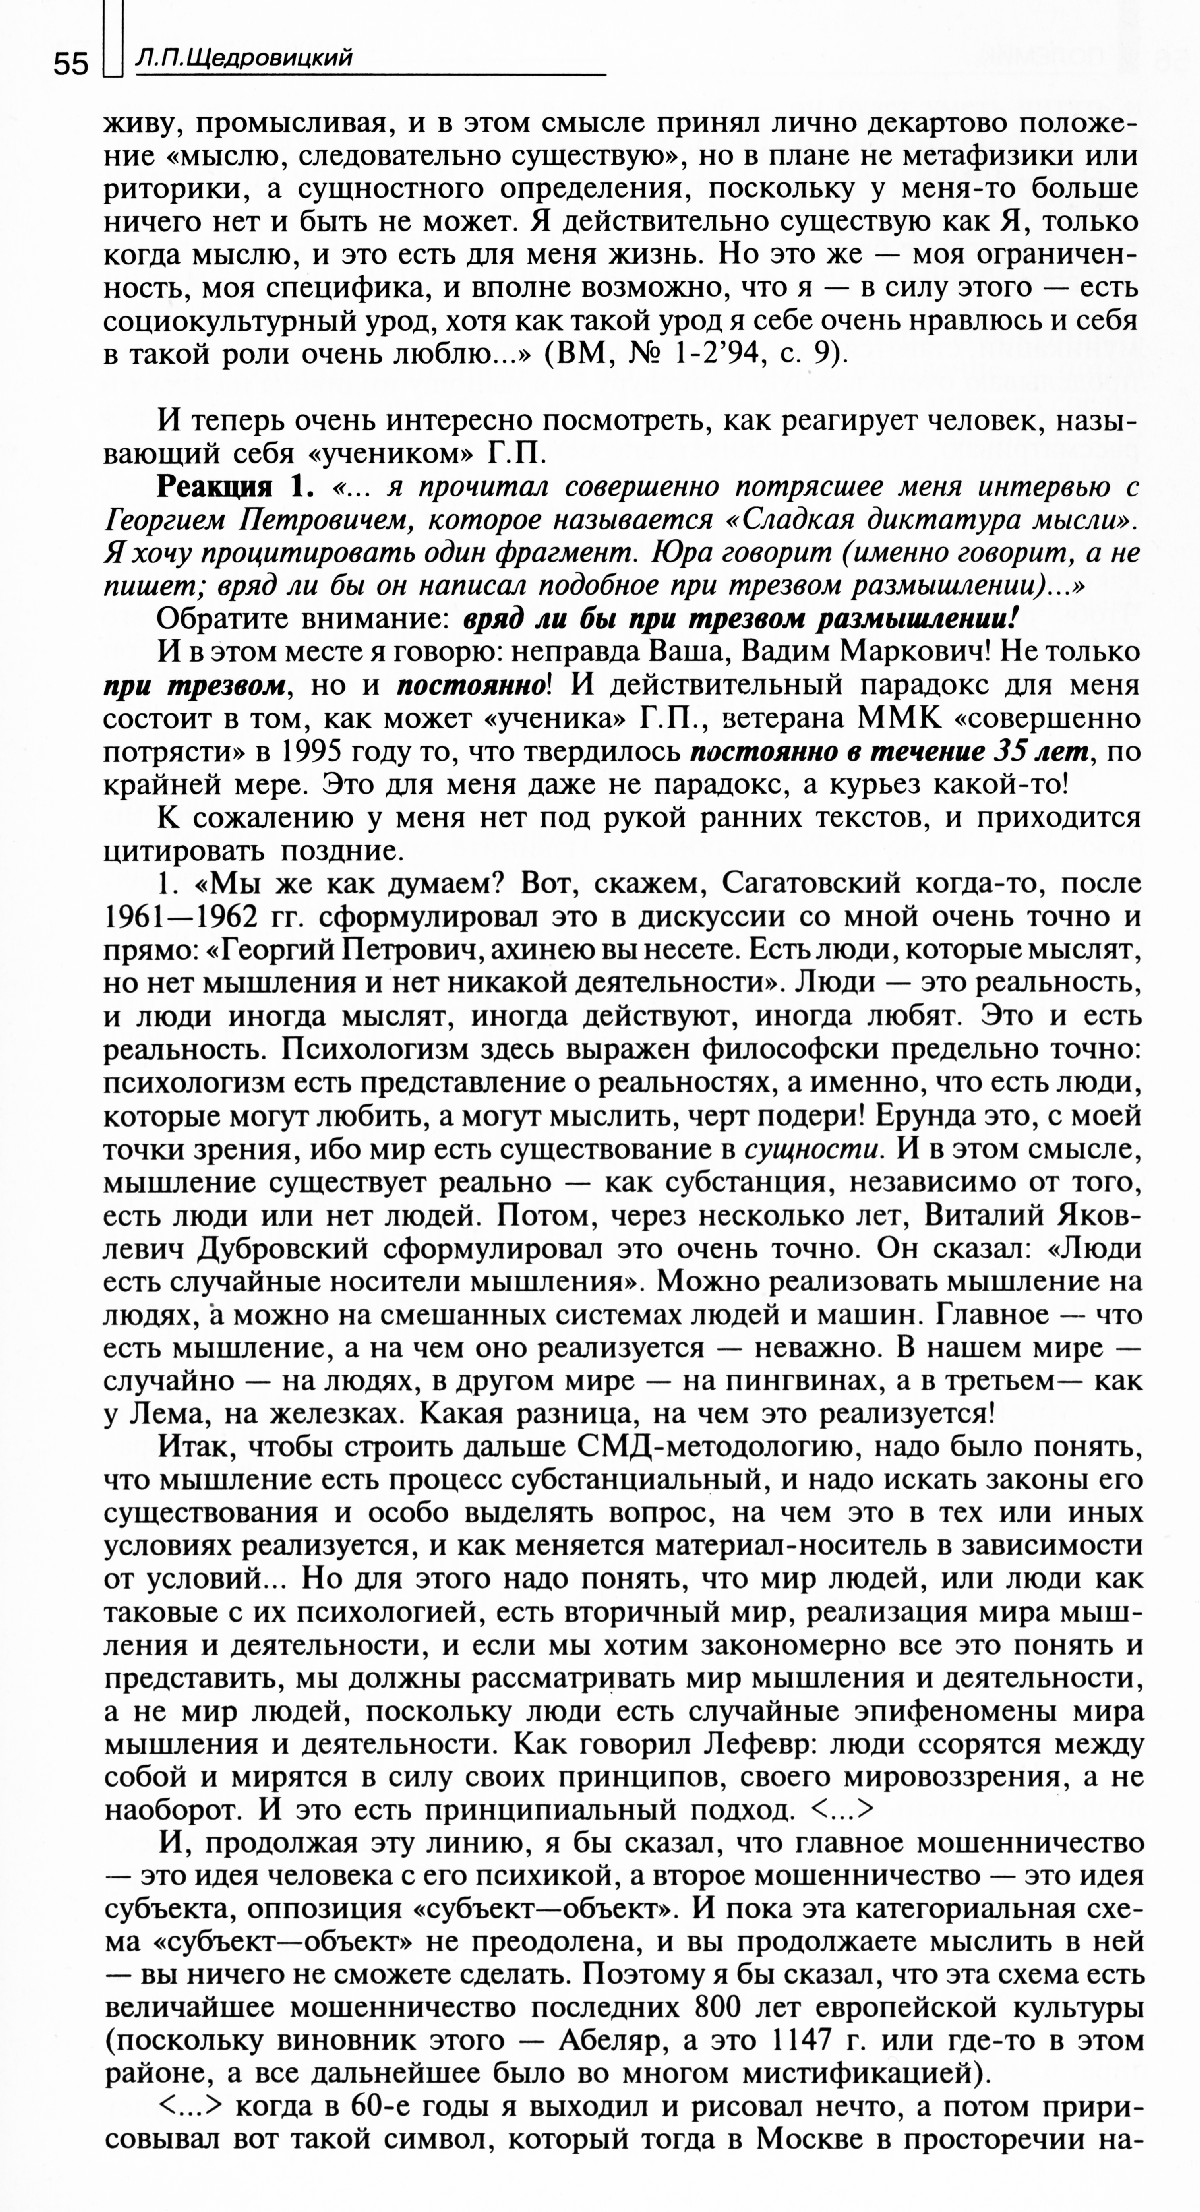 55
Л.П.Щедровицкий
живу, промысливая, и в этом смысле принял лично декартово положе-
ние «мыслю, следовательно существую», но в плане не метафизики или
риторики, а сущностного определения, поскольку у меня-то больше
ничего нет и быть не может. Я действительно существую как Я, только
когда мыслю, и это есть для меня жизнь. Но это же — моя ограничен-
ность, моя специфика, и вполне возможно, что я — в силу этого — есть
социокультурный урод, хотя как такой урод я себе очень нравлюсь и себя
в такой роли очень люблю...» (ВМ, № 1-2’94, с. 9).
И теперь очень интересно посмотреть, как реагирует человек, назы-
вающий себя «учеником» Г.П.
Реакция 1. «... я прочитал совершенно потрясшее меня интервью с
Георгием Петровичем, которое называется «Сладкая диктатура мысли».
Я хочу процитировать один фрагмент. Юра говорит (именно говорит, а не
пишет; вряд ли бы он написал подобное при трезвом размышлении)...»
Обратите внимание: вряд ли бы при трезвом размышлении!
И в этом месте я говорю: неправда Ваша, Вадим Маркович! Не только
при трезвом, но и постоянно! И действительный парадокс для меня
состоит в том, как может «ученика» Г.П., ветерана ММК «совершенно
потрясти» в 1995 году то, что твердилось постоянно в течение 35 лет, по
крайней мере. Это для меня даже не парадокс, а курьез какой-то!
К сожалению у меня нет под рукой ранних текстов, и приходится
цитировать поздние.
1. «Мы же как думаем? Вот, скажем, Сагатовский когда-то, после
1961—1962 гг. сформулировал это в дискуссии со мной очень точно и
прямо: «Георгий Петрович, ахинею вы несете. Есть люди, которые мыслят,
но нет мышления и нет никакой деятельности». Люди — это реальность,
и люди иногда мыслят, иногда действуют, иногда любят. Это и есть
реальность. Психологизм здесь выражен философски предельно точно:
психологизм есть представление о реальностях, а именно, что есть люди,
которые могут любить, а могут мыслить, черт подери! Ерунда это, с моей
точки зрения, ибо мир есть существование в сущности. И в этом смысле,
мышление существует реально — как субстанция, независимо от того,
есть люди или нет людей. Потом, через несколько лет, Виталий Яков-
левич Дубровский сформулировал это очень точно. Он сказал: «Люди
есть случайные носители мышления». Можно реализовать мышление на
людях, а можно на смешанных системах людей и машин. Главное — что
есть мышление, а на чем оно реализуется — неважно. В нашем мире —
случайно — на людях, в другом мире — на пингвинах, а в третьем— как
у Лема, на железках. Какая разница, на чем это реализуется!
Итак, чтобы строить дальше СМД-методологию, надо было понять,
что мышление есть процесс субстанциальный, и надо искать законы его
существования и особо выделять вопрос, на чем это в тех или иных
условиях реализуется, и как меняется материал-носитель в зависимости
от условий... Но для этого надо понять, что мир людей, или люди как
таковые с их психологией, есть вторичный мир, реализация мира мыш-
ления и деятельности, и если мы хотим закономерно все это понять и
представить, мы должны рассматривать мир мышления и деятельности,
а не мир людей, поскольку люди есть случайные эпифеномены мира
мышления и деятельности. Как говорил Лефевр: люди ссорятся между
собой и мирятся в силу своих принципов, своего мировоззрения, а не
наоборот. И это есть принципиальный подход. <...>
И, продолжая эту линию, я бы сказал, что главное мошенничество
— это идея человека с его психикой, а второе мошенничество — это идея
субъекта, оппозиция «субъект—объект». И пока эта категориальная схе-
ма «субъект—объект» не преодолена, и вы продолжаете мыслить в ней
— вы ничего не сможете сделать. Поэтому я бы сказал, что эта схема есть
величайшее мошенничество последних 800 лет европейской культуры
(поскольку виновник этого — Абеляр, а это 1147 г. или где-то в этом
районе, а все дальнейшее было во многом мистификацией).
<...> когда в 60-е годы я выходил и рисовал нечто, а потом прири-
совывал вот такой символ, который тогда в Москве в просторечии на-